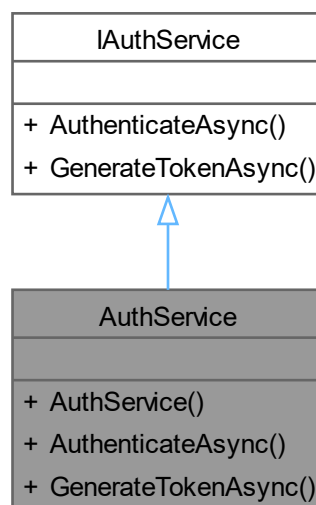 IAuthService
+ AuthenticateAsync()
+ GenerateTokenAsync()
AuthService
+ AuthService()
+ AuthenticateAsync()
+ GenerateTokenAsync()